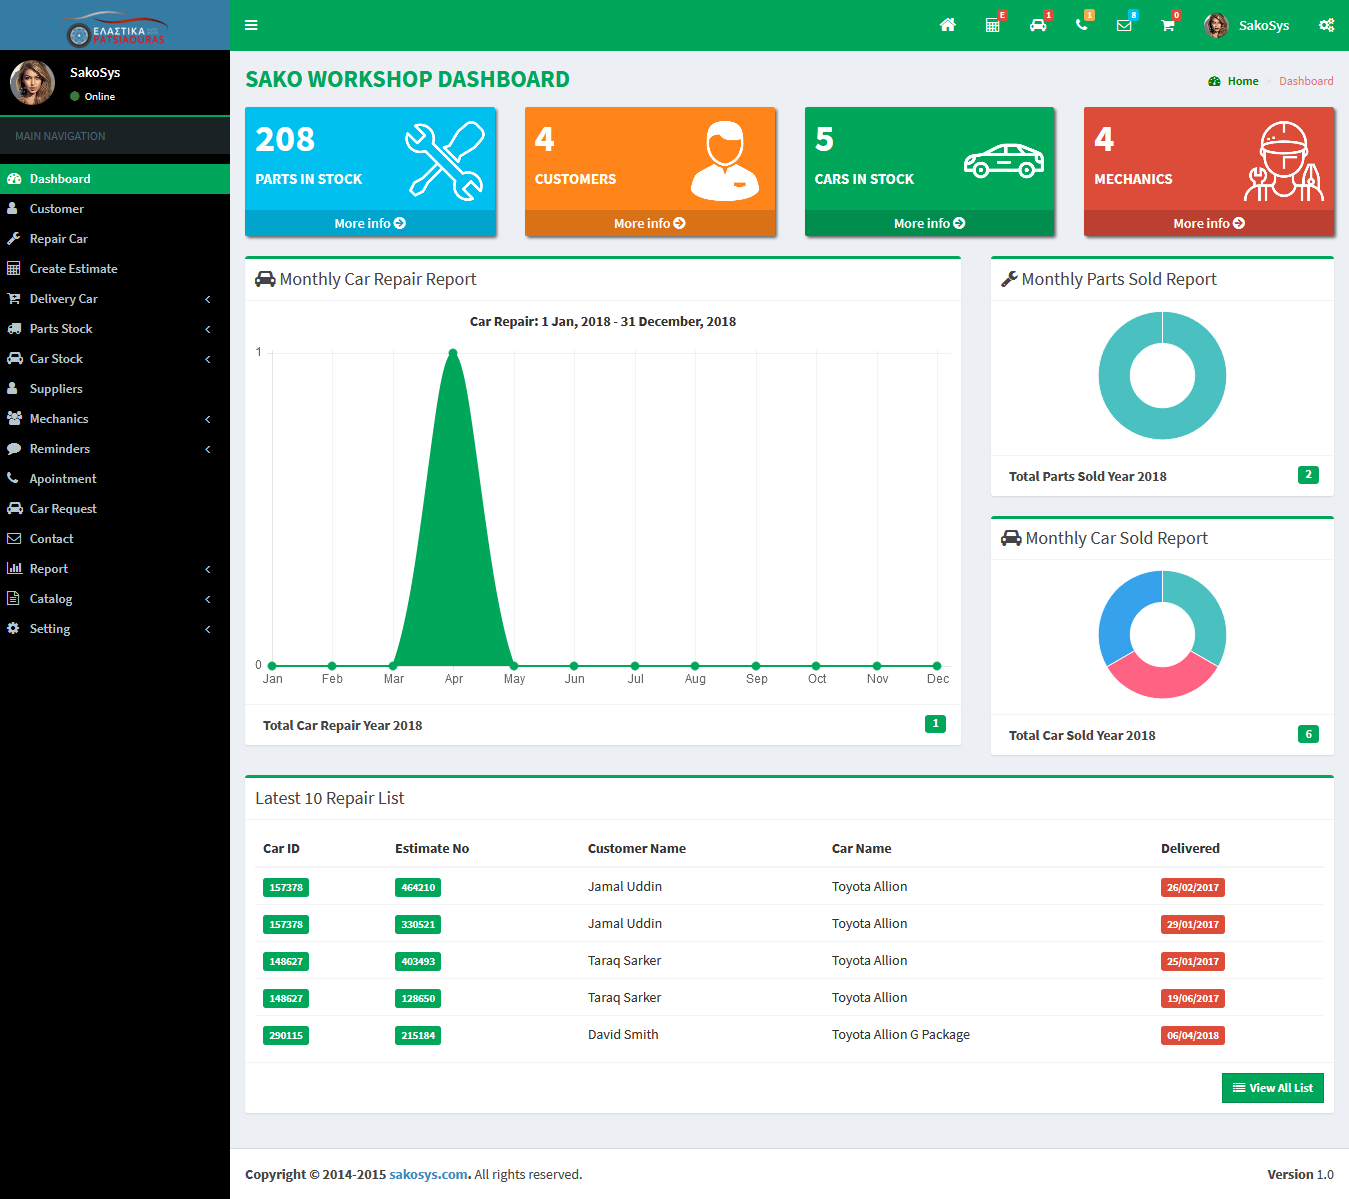 ΕΛΑΣΤΙΚΑ
PATSIAOURAS
E
1
1
8
0
SakoSys
SakoSys
Online
MAIN NAVIGATION
Dashboard
Customer
Repair Car
Create Estimate
Delivery Car
Parts Stock
Car Stock
Suppliers
Mechanics
Reminders
Apointment
Car Request
Contact
Report
Catalog
Setting
SAKO WORKSHOP DASHBOARD
Home > Dashboard
208
PARTS IN STOCK
More info
4
CUSTOMERS
More info
5
CARS IN STOCK
More info
4
MECHANICS
More info
Monthly Car Repair Report
Car Repair: 1 Jan, 2018 - 31 December, 2018
1
0
Jan Feb Mar Apr May Jun Jul Aug Sep Oct Nov Dec
Total Car Repair Year 2018 1
Monthly Parts Sold Report
Total Parts Sold Year 2018 2
Monthly Car Sold Report
Total Car Sold Year 2018 6
Latest 10 Repair List
Car ID Estimate No Customer Name Car Name Delivered
157378 464210 Jamal Uddin Toyota Allion 26/02/2017
157378 330521 Jamal Uddin Toyota Allion 29/01/2017
148627 403493 Taraq Sarker Toyota Allion 25/01/2017
148627 128650 Taraq Sarker Toyota Allion 19/06/2017
290115 215184 David Smith Toyota Allion G Package 06/04/2018
View All List
Copyright © 2014-2015 sakosys.com. All rights reserved.
Version 1.0